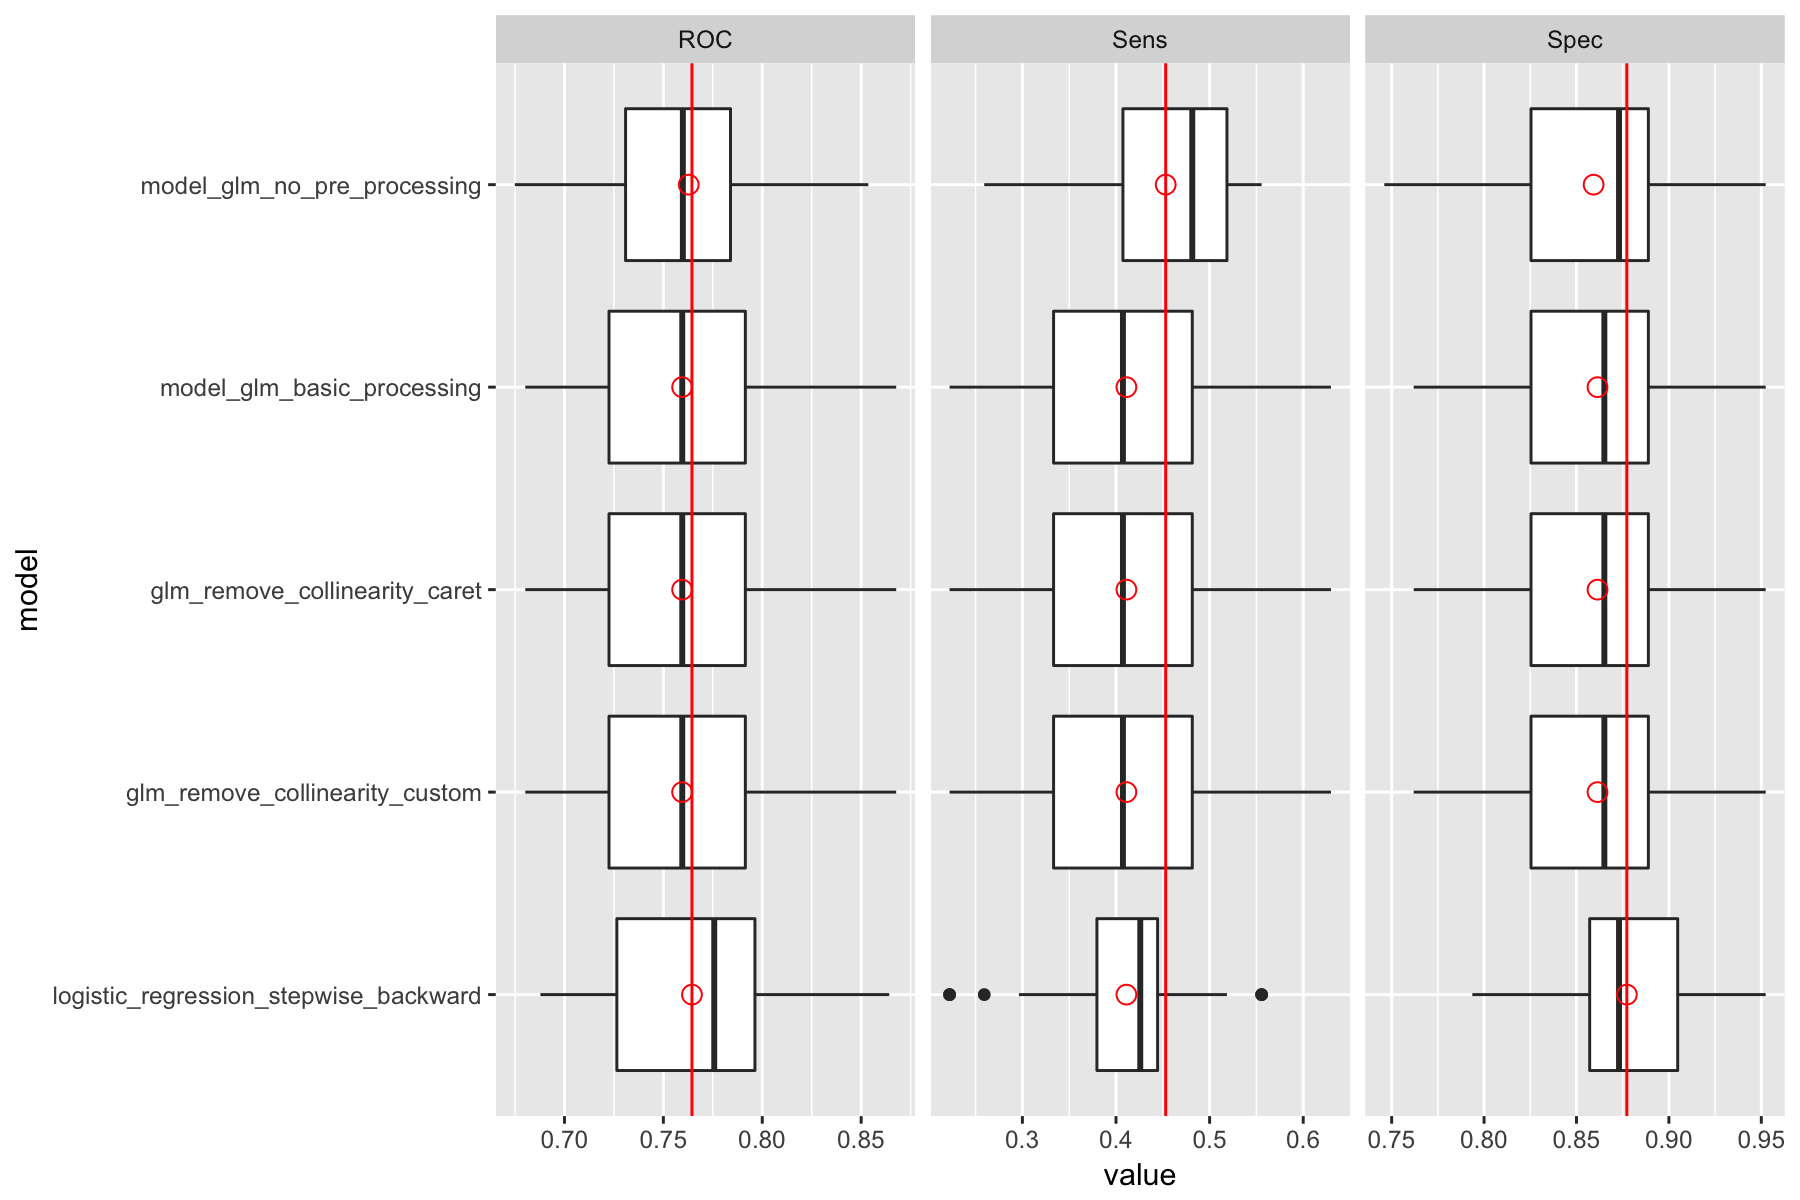 ROC Sens Spec
model_glm_no_pre_processing
model_glm_basic_processing
glm_remove_collinearity_caret
glm_remove_collinearity_custom
logistic_regression_stepwise_backward
model
0.70 0.75 0.80 0.85 0.3 0.4 0.5 0.6 0.75 0.80 0.85 0.90 0.95
value